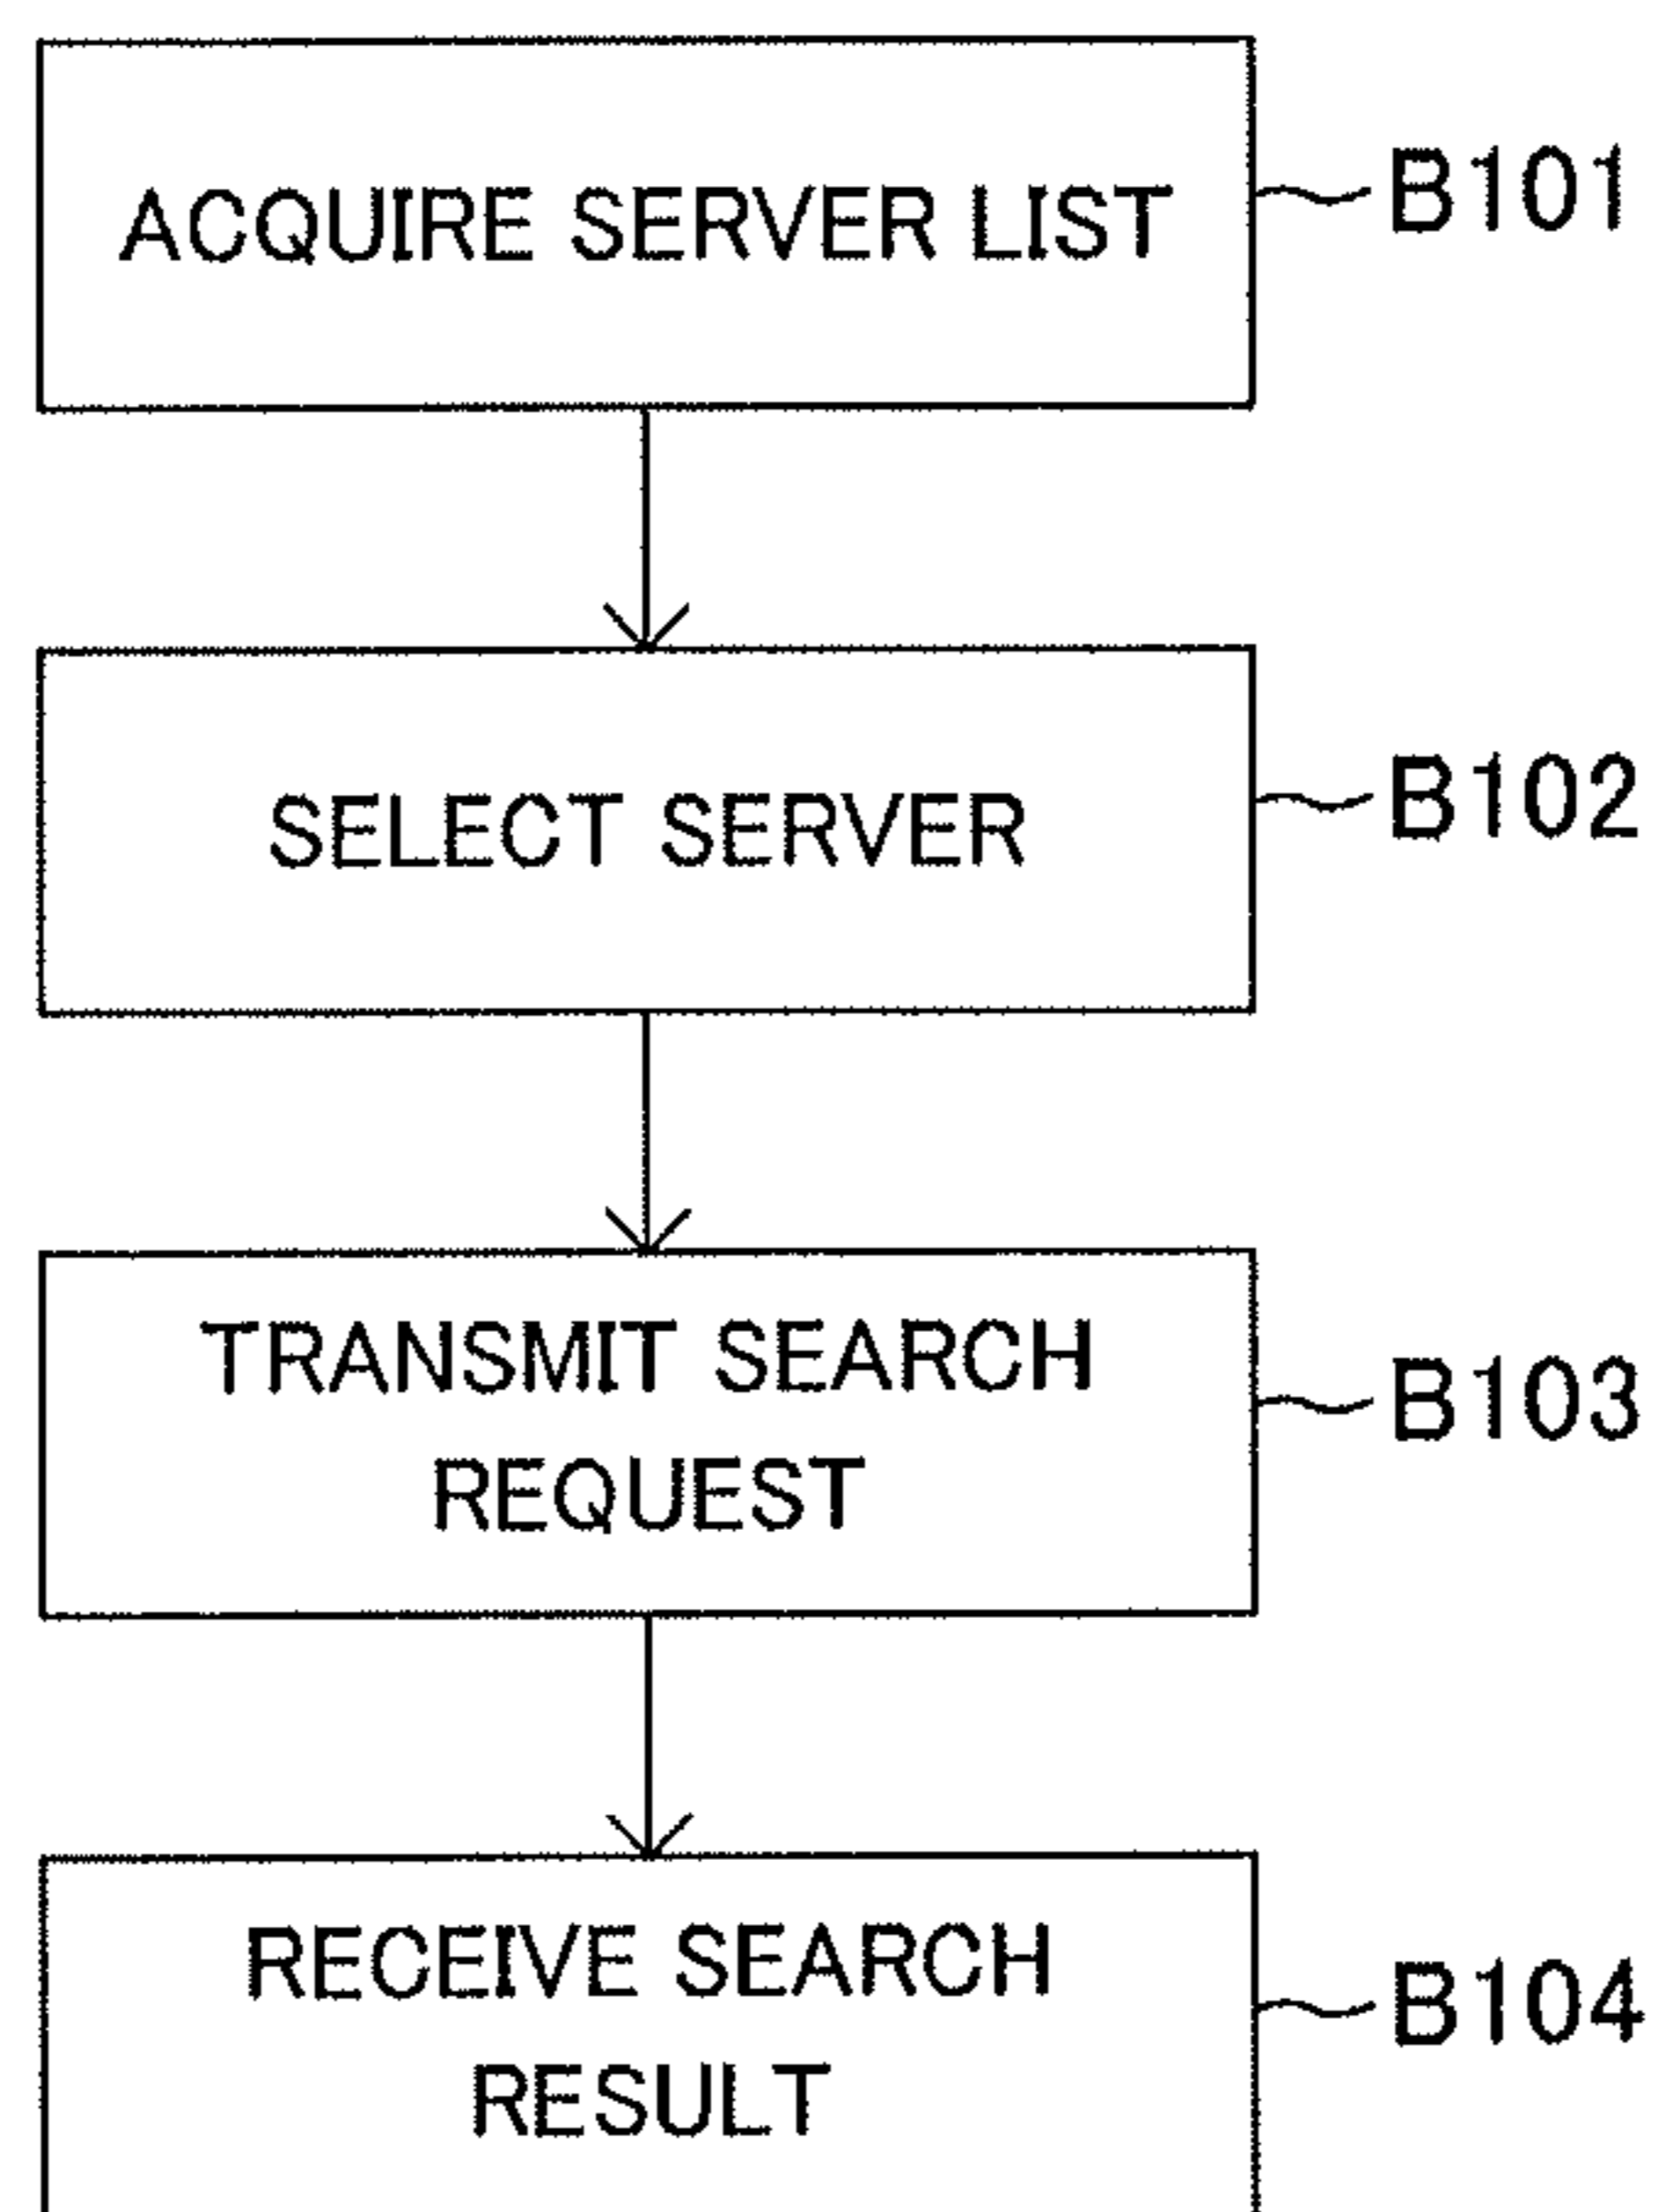 ACQUIRE SERVER LIST
B101
SELECT SERVER
B102
TRANSMIT SEARCH
REQUEST
B103
RECEIVE SEARCH
RESULT
B104